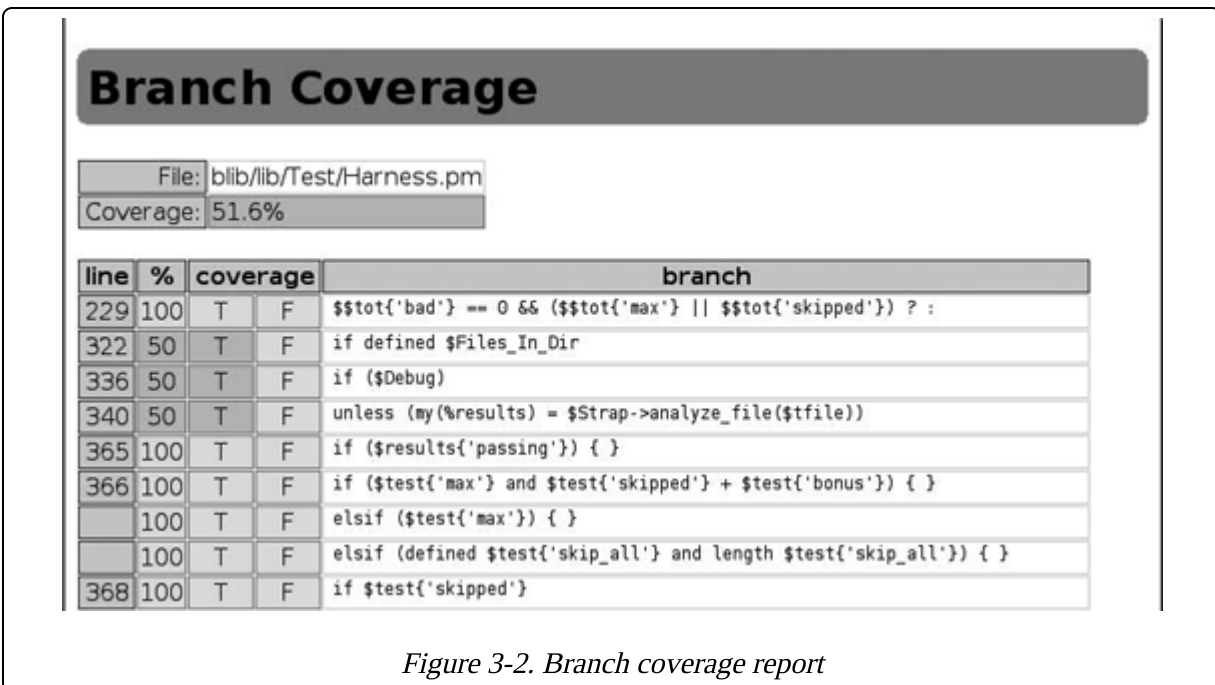 Branch Coverage
File: blib/lib/Test/Harness.pm
Coverage: 51.6%
line % coverage branch
229 100 T F $$tot{'bad'} == 0 && ($$tot{'max'} || $$tot{'skipped'}) ? :
322 50 T F if defined $Files_In_Dir
336 50 T F if ($Debug)
340 50 T F unless (my(%results) = $Strap->analyze_file($tfile))
365 100 T F if ($results{'passing'}) { }
366 100 T F if ($test{'max'} and $test{'skipped'} + $test{'bonus'}) { }
100 T F elsif ($test{'max'}) { }
100 T F elsif (defined $test{'skip_all'} and length $test{'skip_all'}) { }
368 100 T F if $test{'skipped'}
Figure 3-2. Branch coverage report